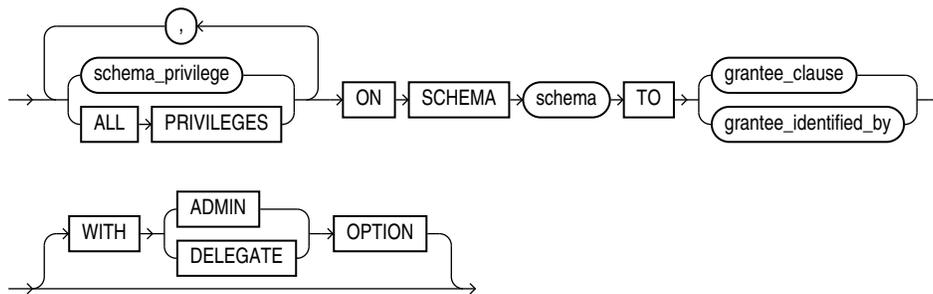 ,
schema_privilege
ALL PRIVILEGES
ON SCHEMA schema TO
grantee_clause
grantee_identified_by
WITH
ADMIN
DELEGATE
OPTION